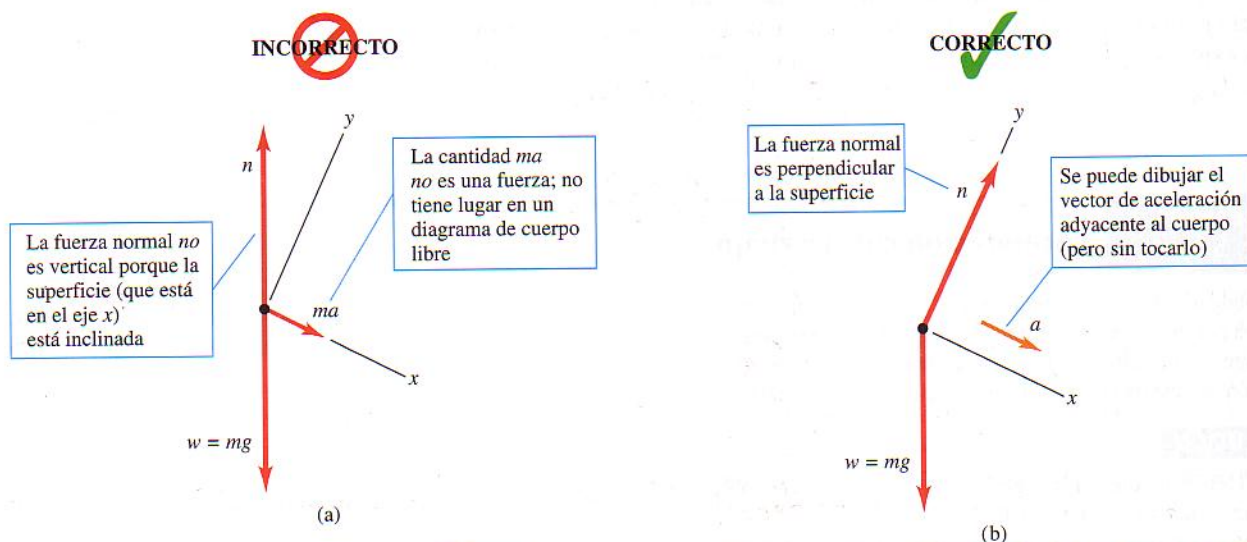 INCORRECTO
CORRECTO
y
n
La cantidad ma
no es una fuerza; no
tiene lugar en un
diagrama de cuerpo
libre
La fuerza normal no
es vertical porque la
superficie (que está
en el eje x)
está inclinada
ma
x
w = mg
(a)
y
La fuerza normal
es perpendicular
a la superficie
n
Se puede dibujar el
vector de aceleración
adyacente al cuerpo
(pero sin tocarlo)
a
x
w = mg
(b)